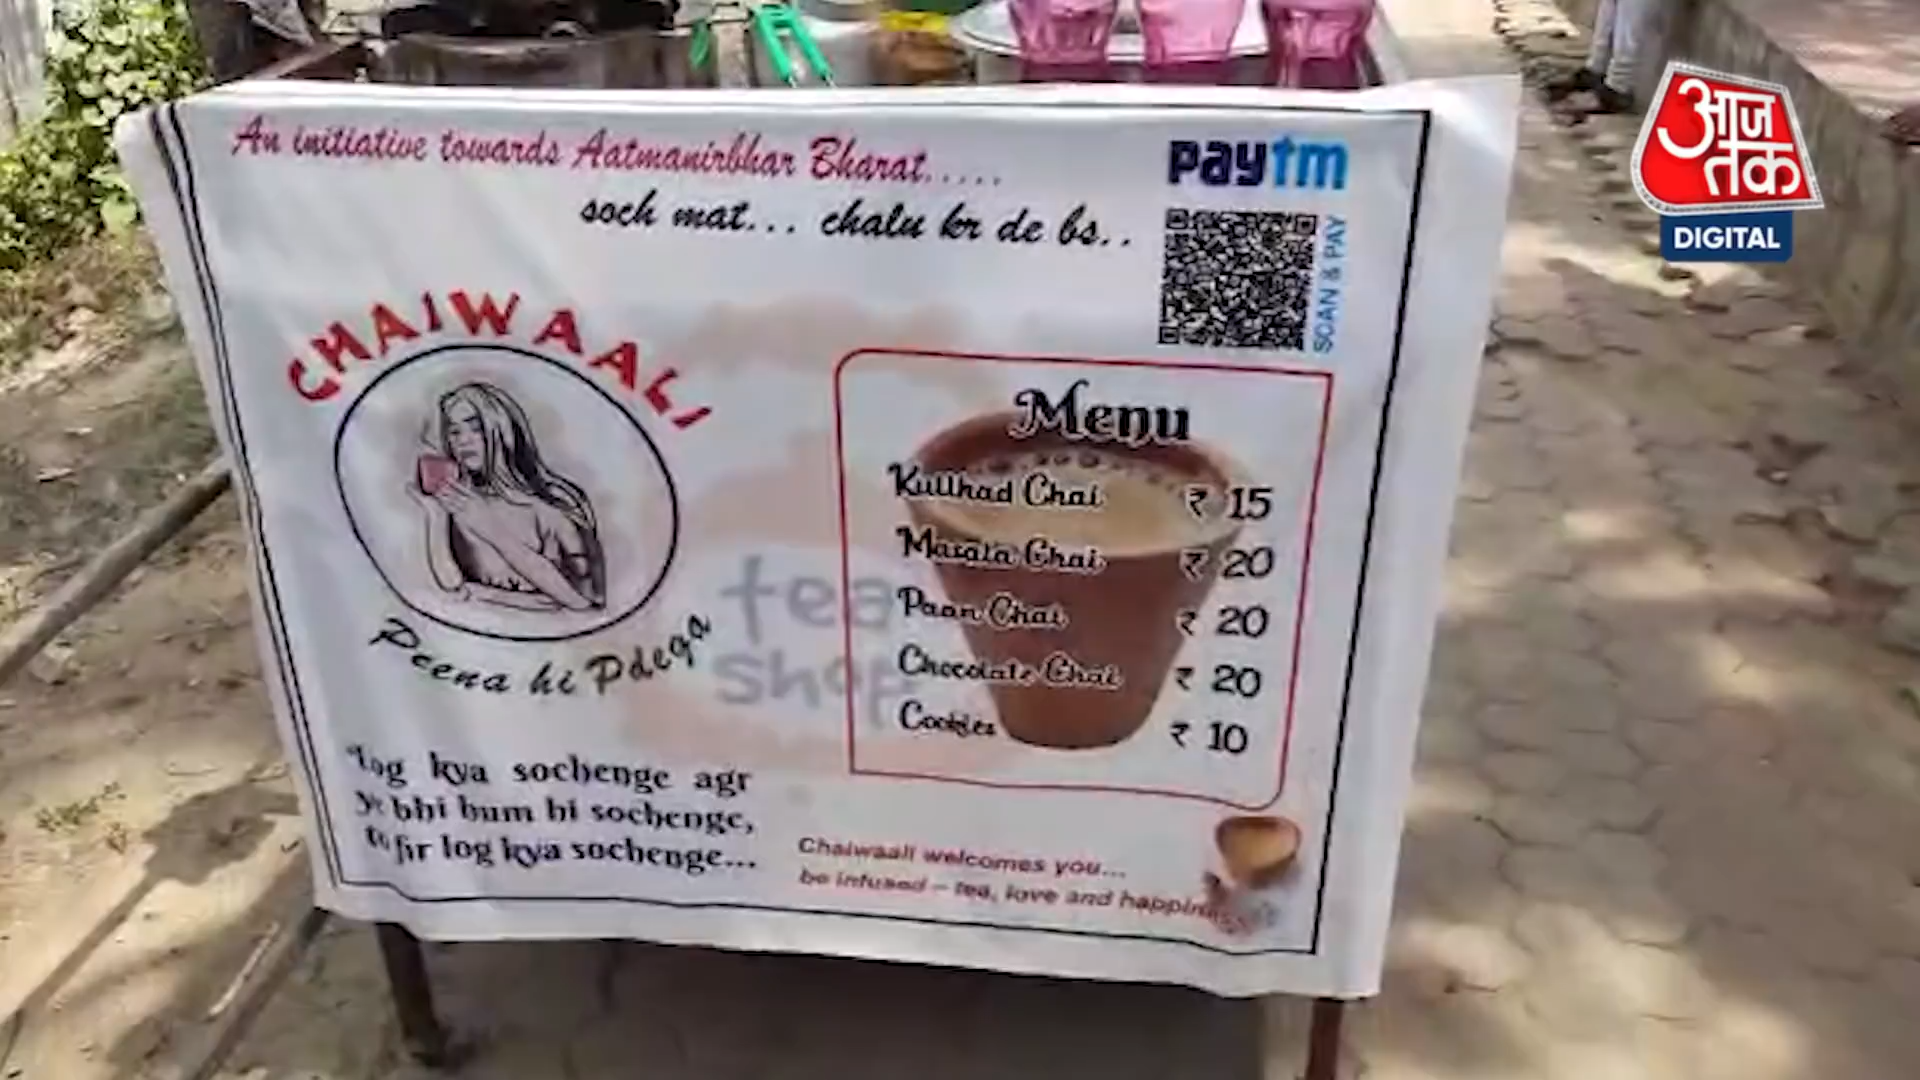 An initiative towards Aatmanirbhar Bharat.....
soch mat... chalu kr de bs..
paytm
SCAN & PAY
आज तक
DIGITAL
CHAIWAALI
Peena hi Pdega
tea
shop
Menu
Kullhad Chai ₹ 15
Masala Chai ₹ 20
Paan Chai ₹ 20
Chocolate Chai ₹ 20
Cookies ₹ 10
"Log kya sochenge agr
ye bhi hum hi sochenge,
to fir log kya sochenge...
Chaiwaali welcomes you...
be infused – tea, love and happiness